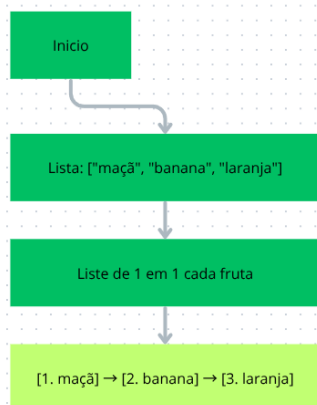 Inicio
Lista: ["maçã", "banana", "laranja"]
Liste de 1 em 1 cada fruta
[1. maçã] → [2. banana] → [3. laranja]